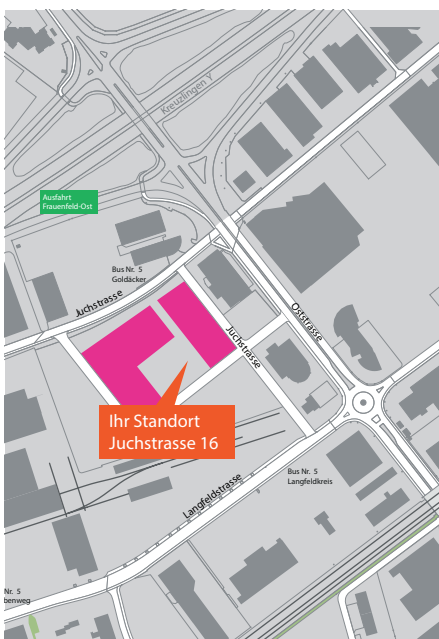 Kreuzlingen Y
Ausfahrt
Frauenfeld-Ost
Bus Nr. 5
Goldäcker
Juchstrasse
Oststrasse
Juchstrasse
Ihr Standort
Juchstrasse 16
Bus Nr. 5
Langfeldkreis
Langfeldstrasse
Nr. 5
benweg